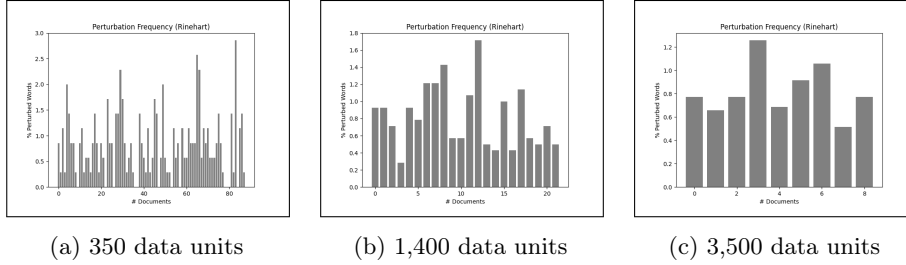 Perturbation Frequency (Rinehart)
3.0
2.5
2.0
1.5
1.0
0.5
0.0
% Perturbed Words
0 20 40 60 80
# Documents
(a) 350 data units
Perturbation Frequency (Rinehart)
1.8
1.6
1.4
1.2
1.0
0.8
0.6
0.4
0.2
0.0
% Perturbed Words
0 5 10 15 20
# Documents
(b) 1,400 data units
Perturbation Frequency (Rinehart)
1.2
1.0
0.8
0.6
0.4
0.2
0.0
% Perturbed Words
0 2 4 6 8
# Documents
(c) 3,500 data units